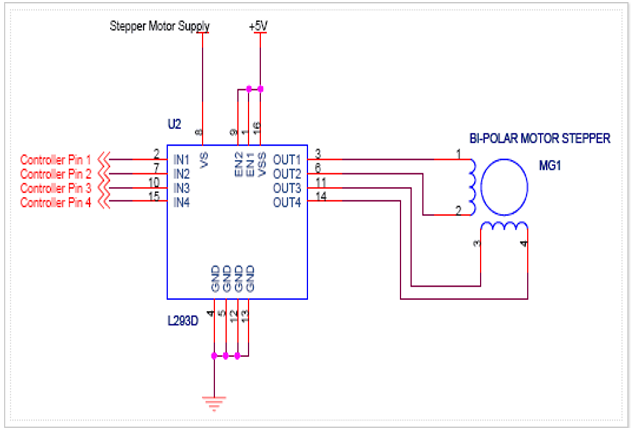 Stepper Motor Supply
+5V
U2
8
9
1
16
BI-POLAR MOTOR STEPPER
MG1
Controller Pin 1
Controller Pin 2
Controller Pin 3
Controller Pin 4
2
7
10
15
IN1
IN2
IN3
IN4
VS
EN2
EN1
VSS
OUT1
OUT2
OUT3
OUT4
3
6
11
14
1
2
3
4
GND
GND
GND
GND
L293D
4
5
12
13